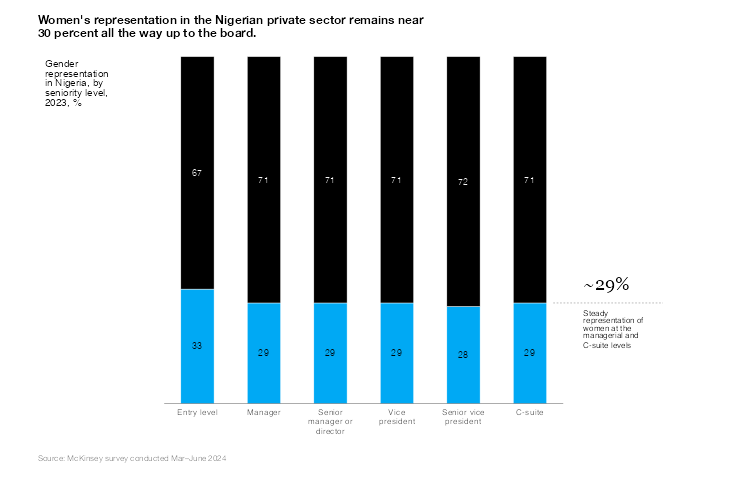 Women's representation in the Nigerian private sector remains near
30 percent all the way up to the board.
Gender
representation
in Nigeria, by
seniority level,
2023, %
67
71
71
71
72
71
33
29
29
29
28
29
~29%
Steady
representation of
women at the
managerial and
C-suite levels
Entry level
Manager
Senior
manager or
director
Vice
president
Senior vice
president
C-suite
Source: McKinsey survey conducted Mar–June 2024